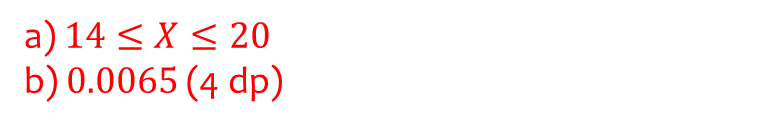 a) 14 ≤ X ≤ 20
b) 0.0065 (4 dp)